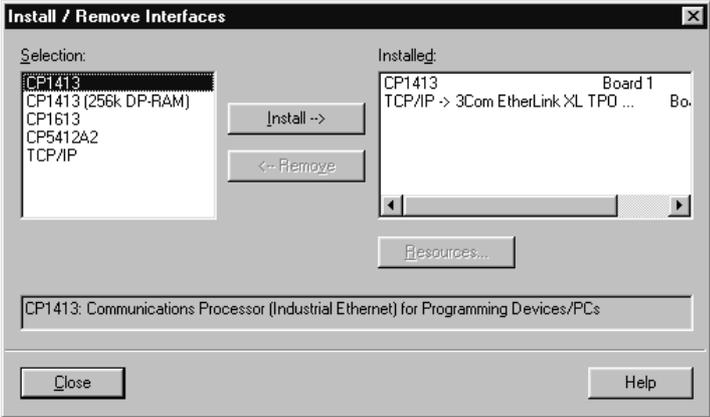 Install / Remove Interfaces
Selection:
Installed:
CP1413
CP1413 (256k DP-RAM)
CP1613
CP5412A2
TCP/IP
Install -->
<-- Remove
CP1413 Board 1
TCP/IP -> 3Com EtherLink XL TPO ... Bo
Resources...
CP1413: Communications Processor (Industrial Ethernet) for Programming Devices/PCs
Close
Help